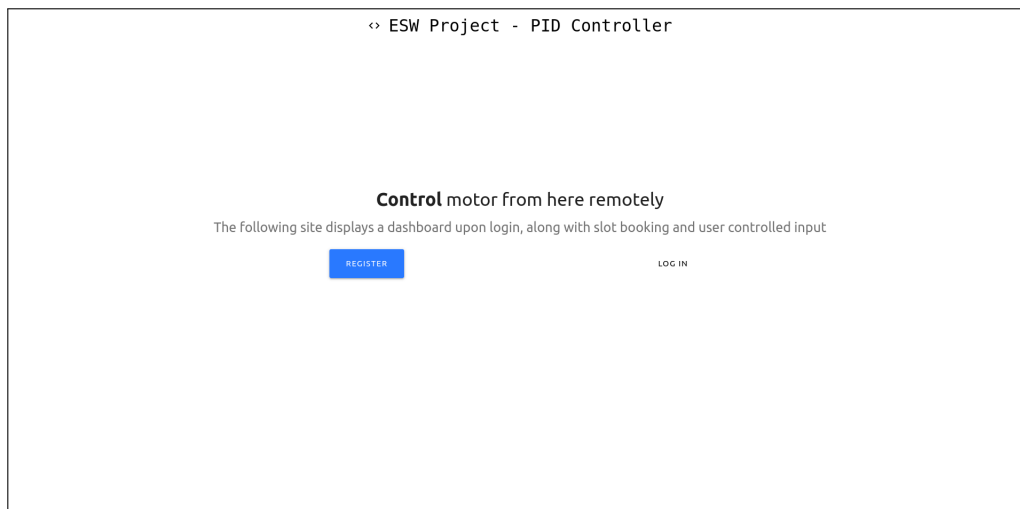 <> ESW Project - PID Controller
Control motor from here remotely
The following site displays a dashboard upon login, along with slot booking and user controlled input
REGISTER
LOG IN